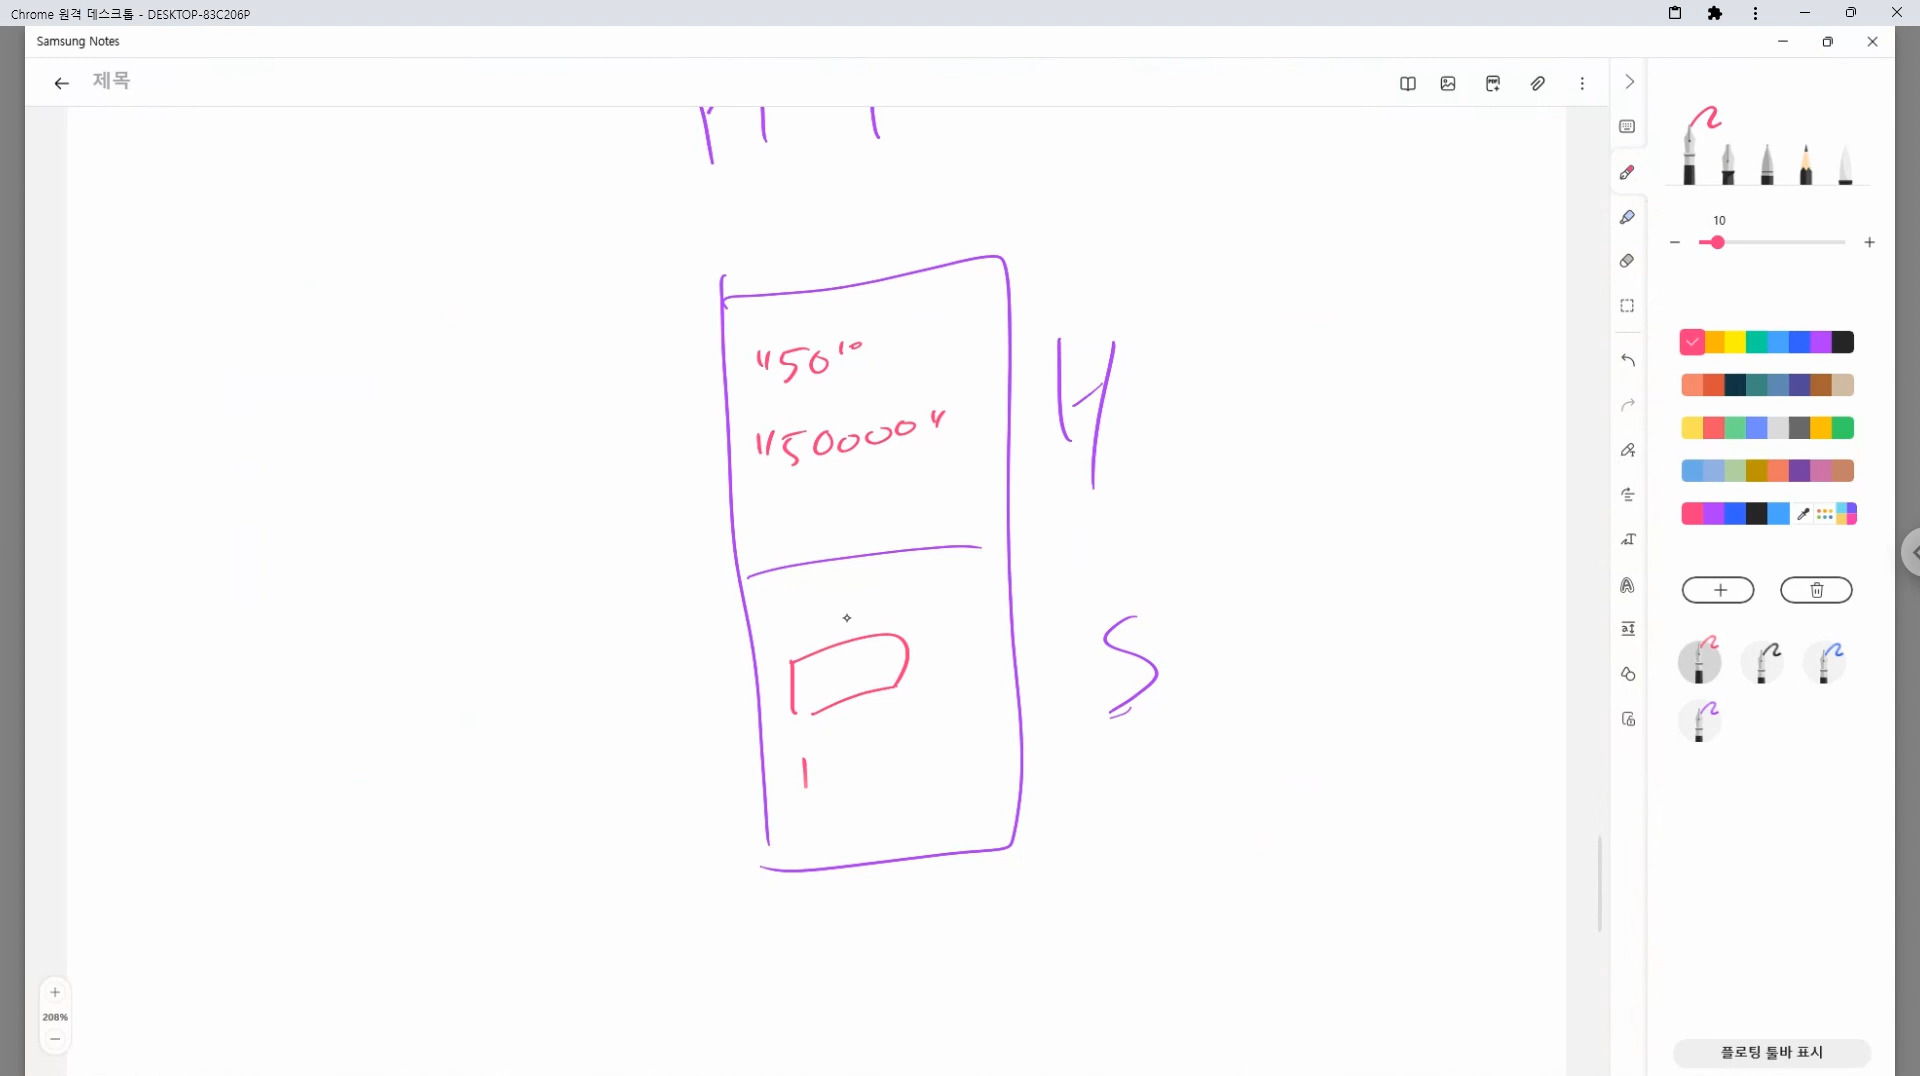 Chrome 원격 데스크톱 - DESKTOP-83C206P
Samsung Notes
제목
10
"50"
"50000"
H
S
208%
플로팅 툴바 표시